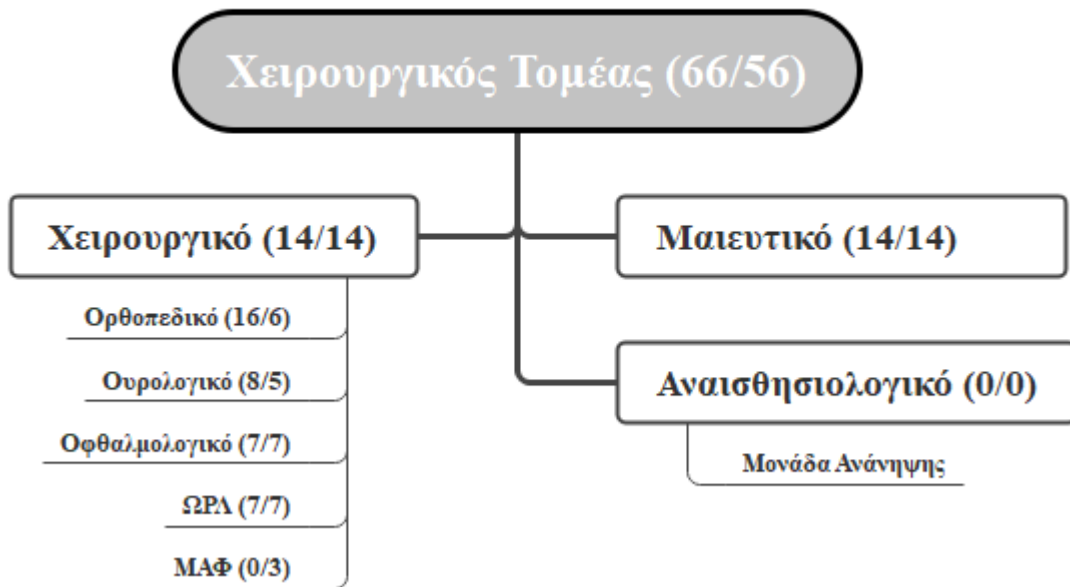 Χειρουργικός Τομέας (66/56)
Χειρουργικό (14/14)
Ορθοπεδικό (16/6)
Ουρολογικό (8/5)
Οφθαλμολογικό (7/7)
ΩΡΛ (7/7)
ΜΑΦ (0/3)
Μαιευτικό (14/14)
Αναισθησιολογικό (0/0)
Μονάδα Ανάνηψης